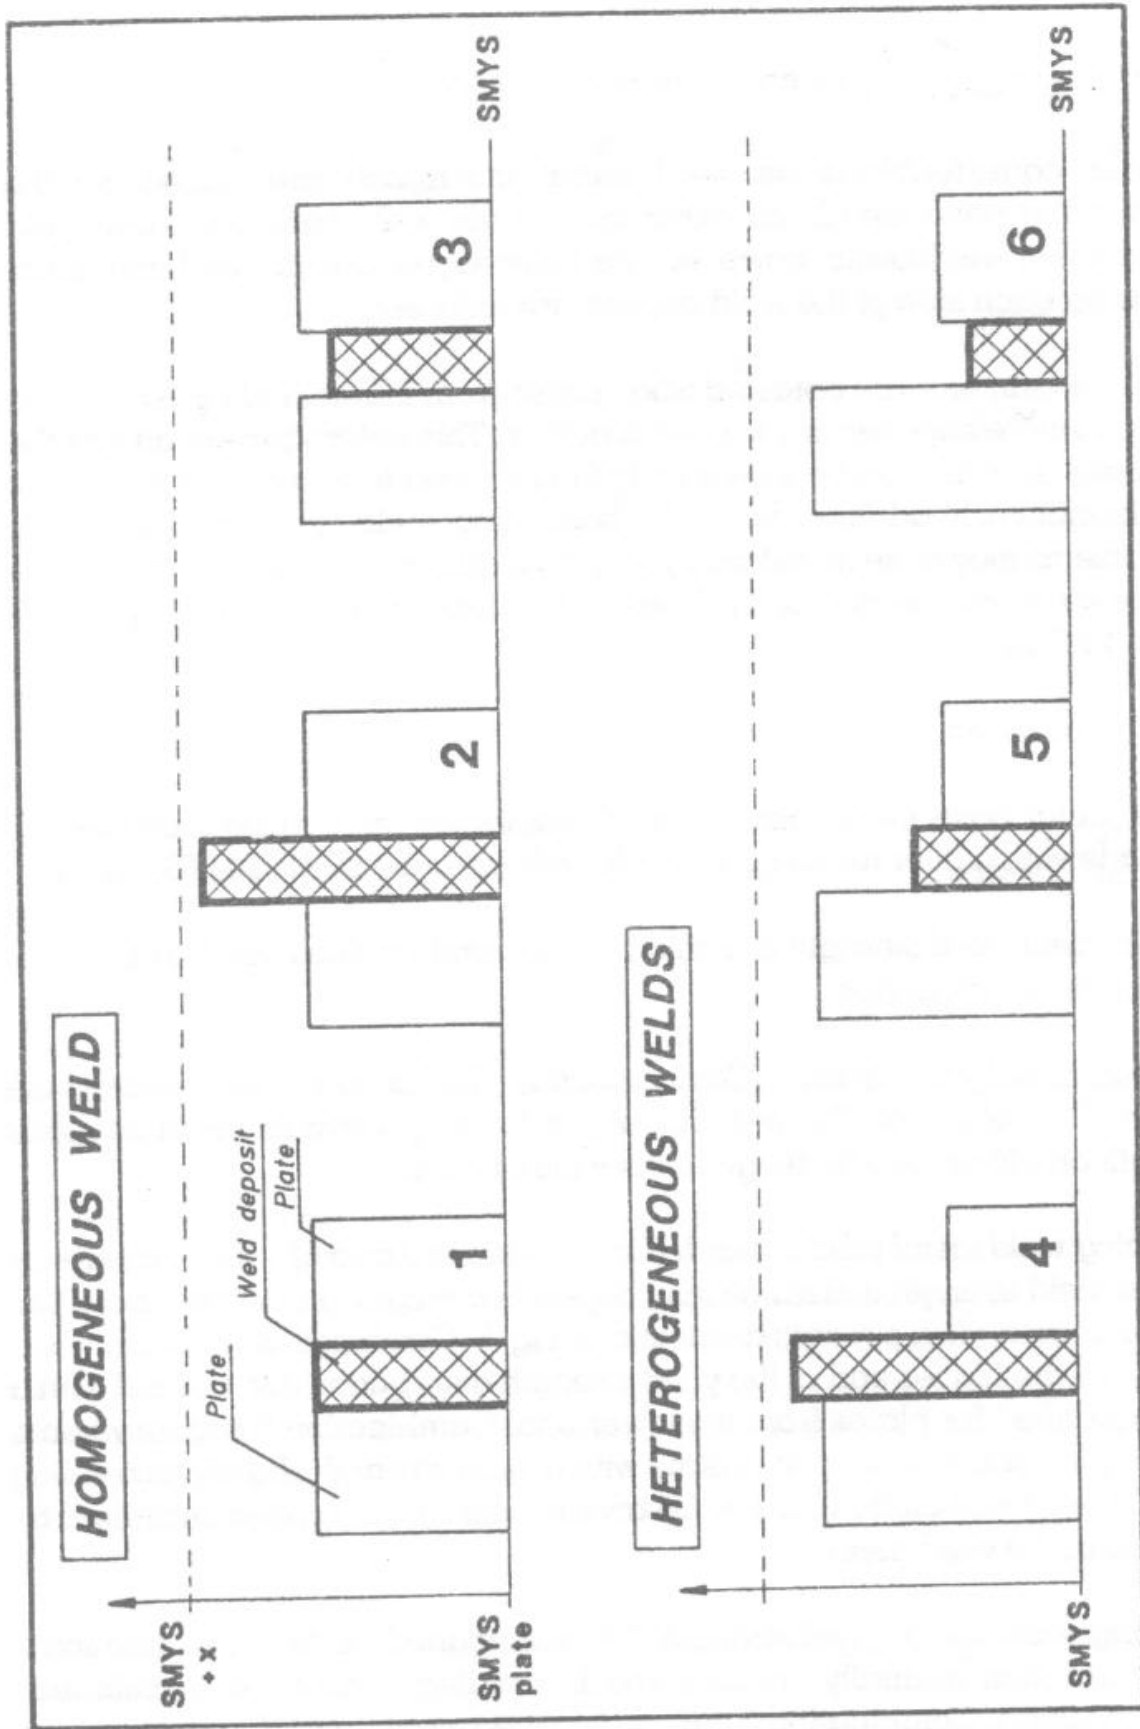 HOMOGENEOUS WELD
SMYS
+ x
Plate
Weld deposit
Plate
1
2
3
SMYS
plate
SMYS
HETEROGENEOUS WELDS
4
5
6
SMYS
SMYS